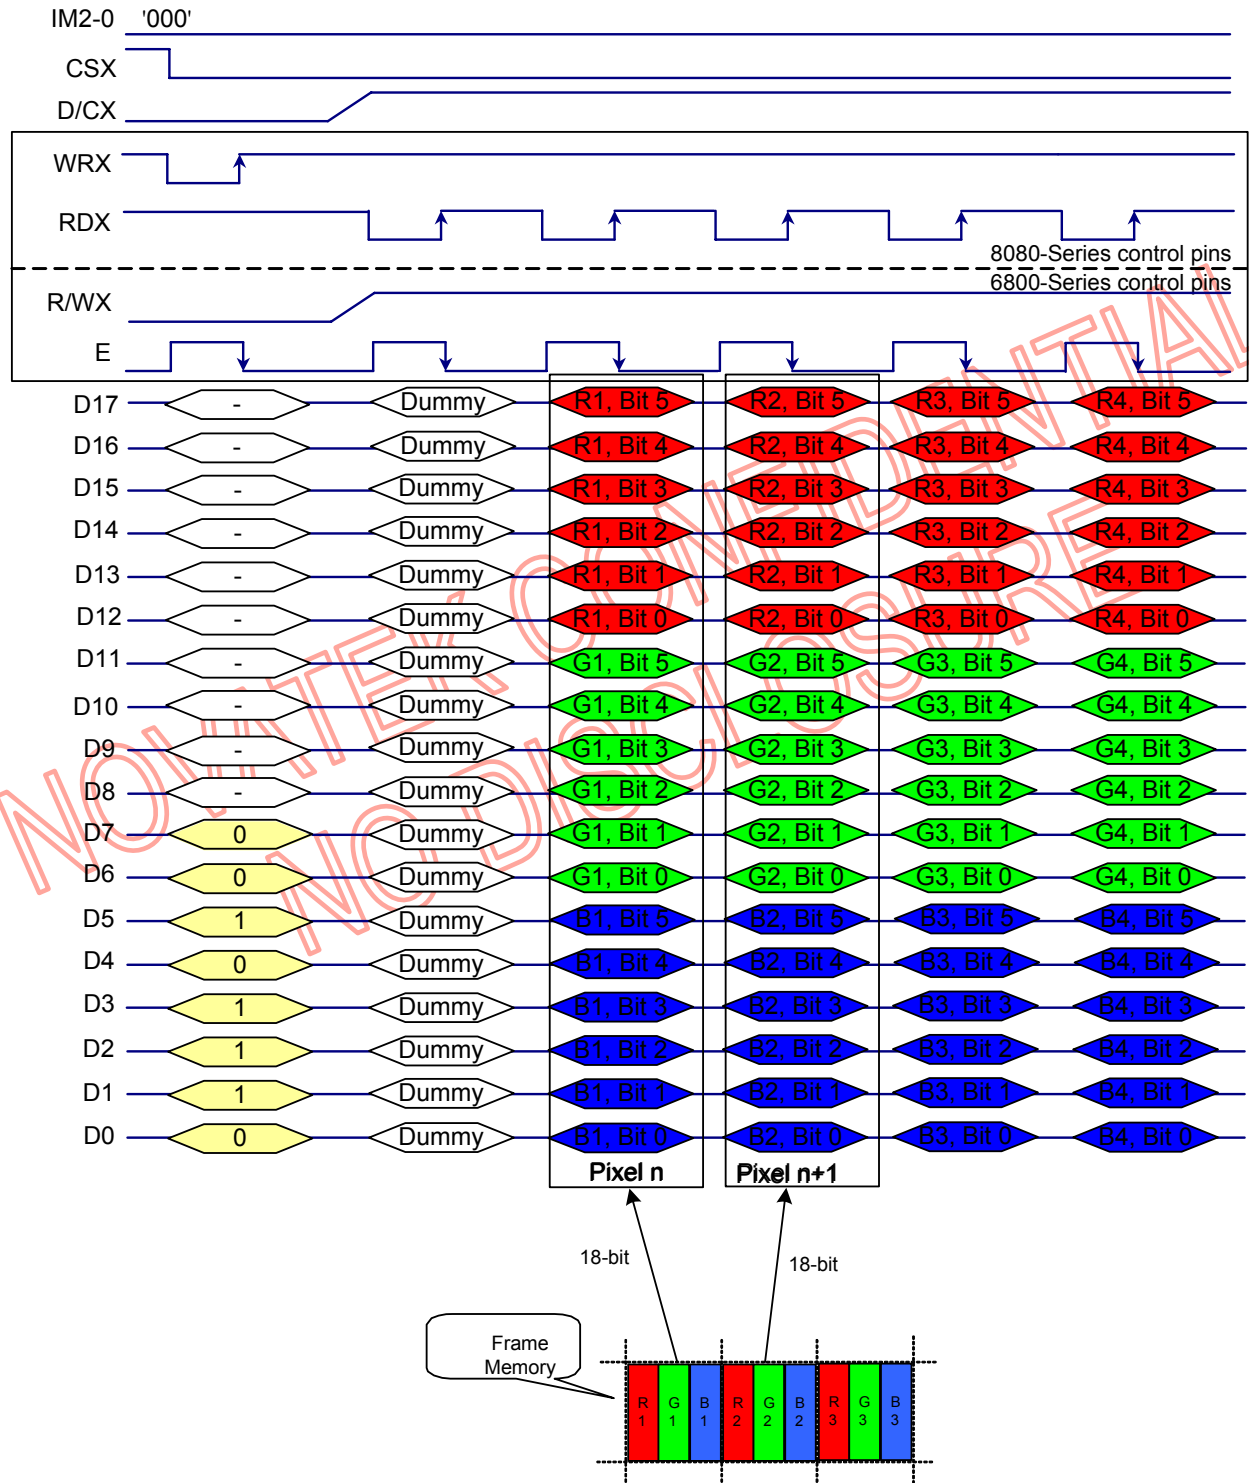 IM2-0 '000'
CSX
D/CX
WRX
RDX
8080-Series control pins
6800-Series control pins
R/WX
E
D17 - Dummy R1, Bit 5 R2, Bit 5 R3, Bit 5 R4, Bit 5
D16 - Dummy R1, Bit 4 R2, Bit 4 R3, Bit 4 R4, Bit 4
D15 - Dummy R1, Bit 3 R2, Bit 3 R3, Bit 3 R4, Bit 3
D14 - Dummy R1, Bit 2 R2, Bit 2 R3, Bit 2 R4, Bit 2
D13 - Dummy R1, Bit 1 R2, Bit 1 R3, Bit 1 R4, Bit 1
D12 - Dummy R1, Bit 0 R2, Bit 0 R3, Bit 0 R4, Bit 0
D11 - Dummy G1, Bit 5 G2, Bit 5 G3, Bit 5 G4, Bit 5
D10 - Dummy G1, Bit 4 G2, Bit 4 G3, Bit 4 G4, Bit 4
D9 - Dummy G1, Bit 3 G2, Bit 3 G3, Bit 3 G4, Bit 3
D8 - Dummy G1, Bit 2 G2, Bit 2 G3, Bit 2 G4, Bit 2
D7 0 Dummy G1, Bit 1 G2, Bit 1 G3, Bit 1 G4, Bit 1
D6 0 Dummy G1, Bit 0 G2, Bit 0 G3, Bit 0 G4, Bit 0
D5 1 Dummy B1, Bit 5 B2, Bit 5 B3, Bit 5 B4, Bit 5
D4 0 Dummy B1, Bit 4 B2, Bit 4 B3, Bit 4 B4, Bit 4
D3 1 Dummy B1, Bit 3 B2, Bit 3 B3, Bit 3 B4, Bit 3
D2 1 Dummy B1, Bit 2 B2, Bit 2 B3, Bit 2 B4, Bit 2
D1 1 Dummy B1, Bit 1 B2, Bit 1 B3, Bit 1 B4, Bit 1
D0 0 Dummy B1, Bit 0 B2, Bit 0 B3, Bit 0 B4, Bit 0
Pixel n Pixel n+1
18-bit 18-bit
Frame
Memory
R1 G1 B1 R2 G2 B2 R3 G3 B3
NOVATEK CONFIDENTIAL
NO DISCLOSURE